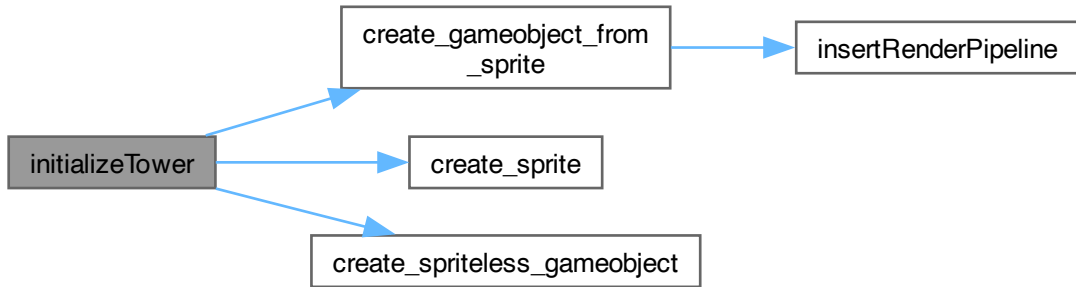 initializeTower
create_gameobject_from
_sprite
insertRenderPipeline
create_sprite
create_spriteless_gameobject